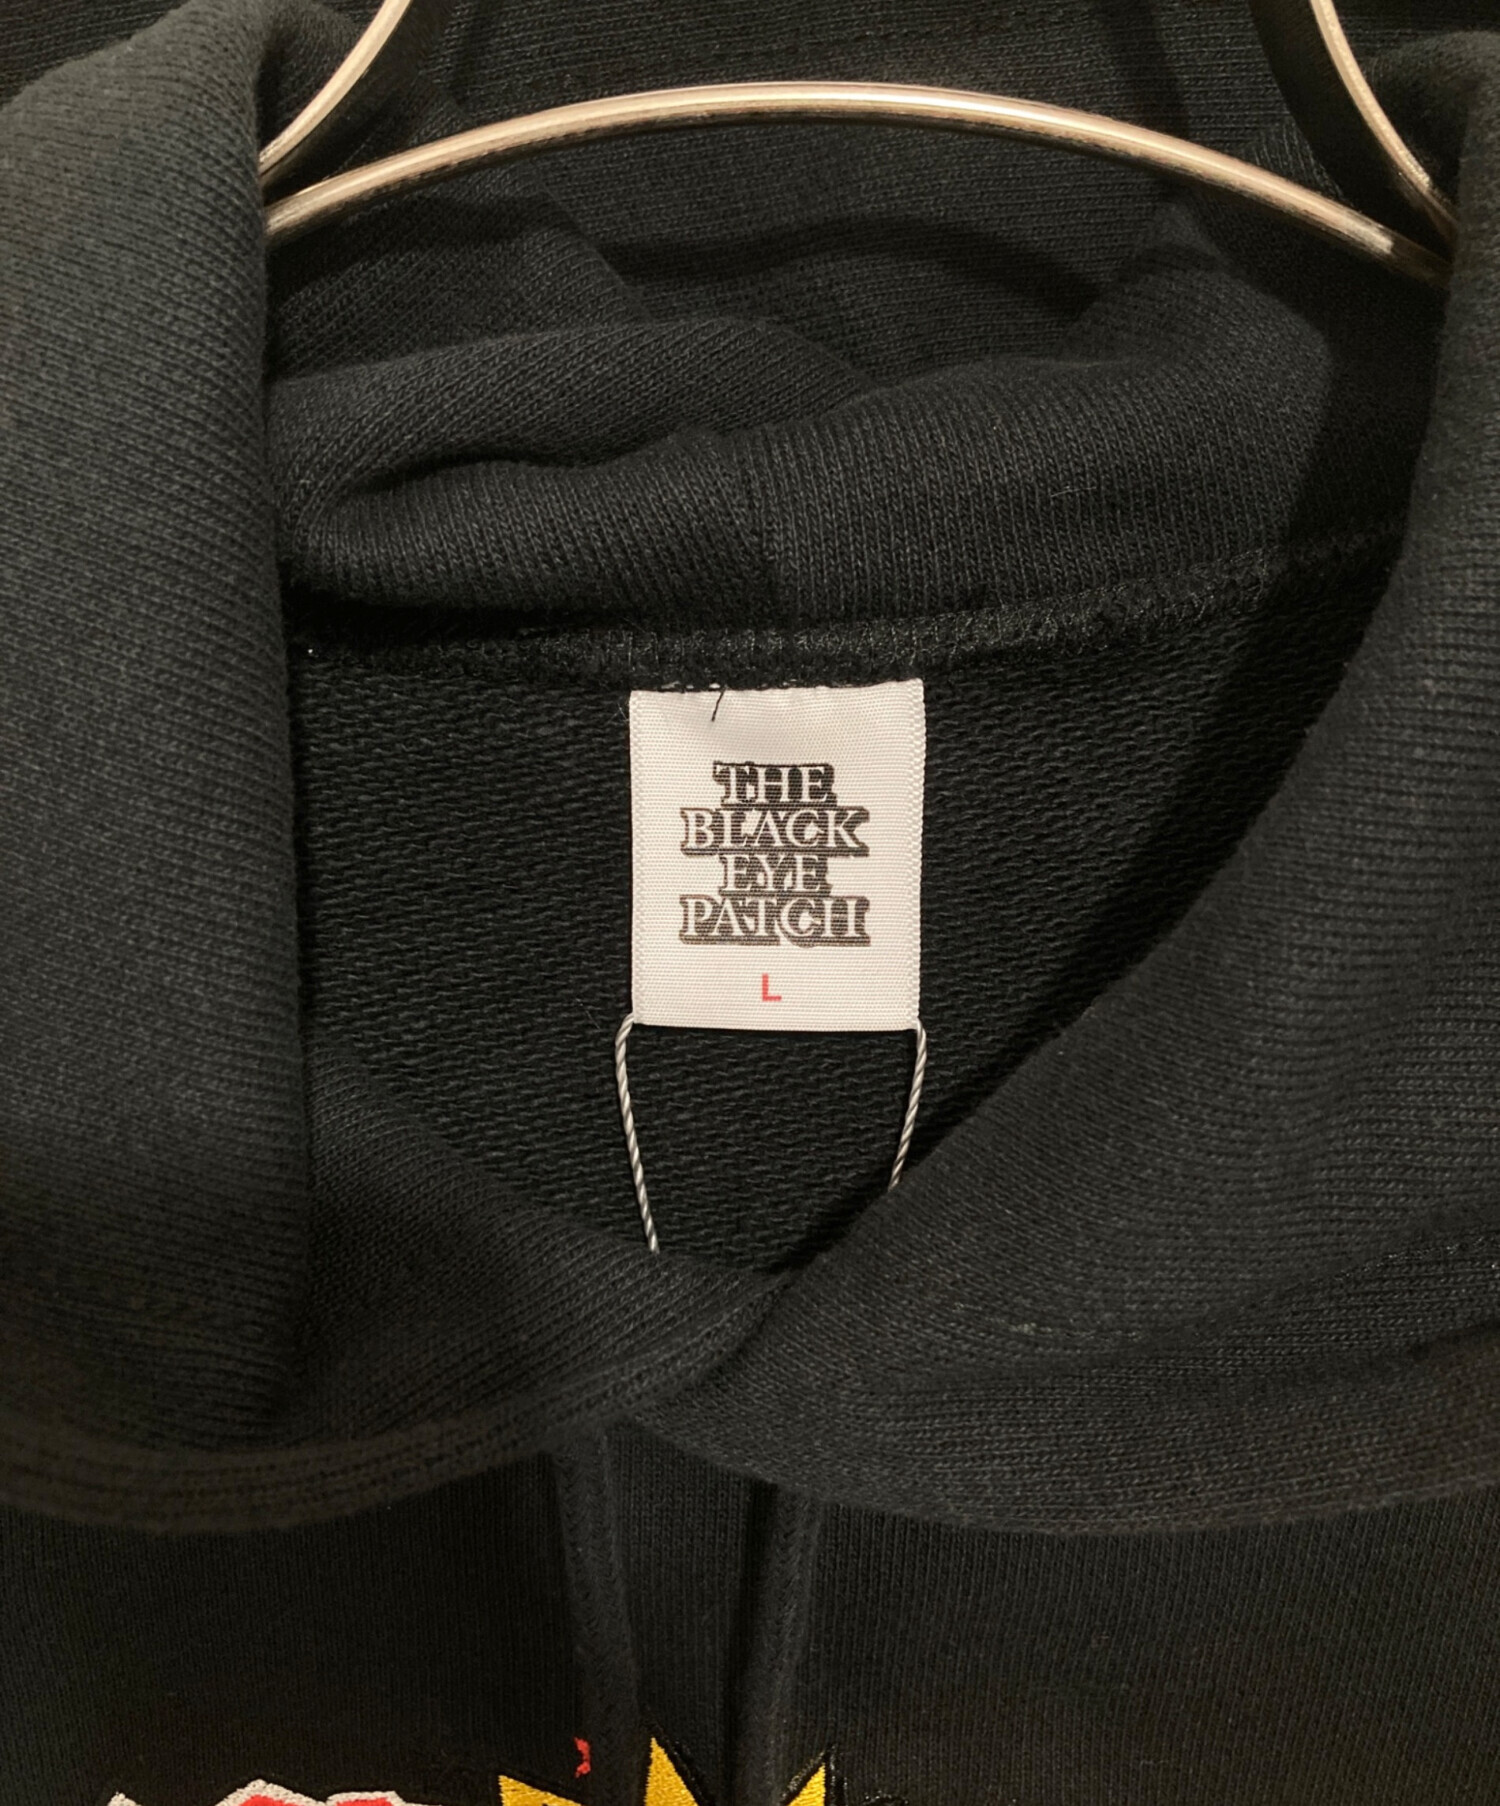 THE
BLACK
EYE
PATCH
L